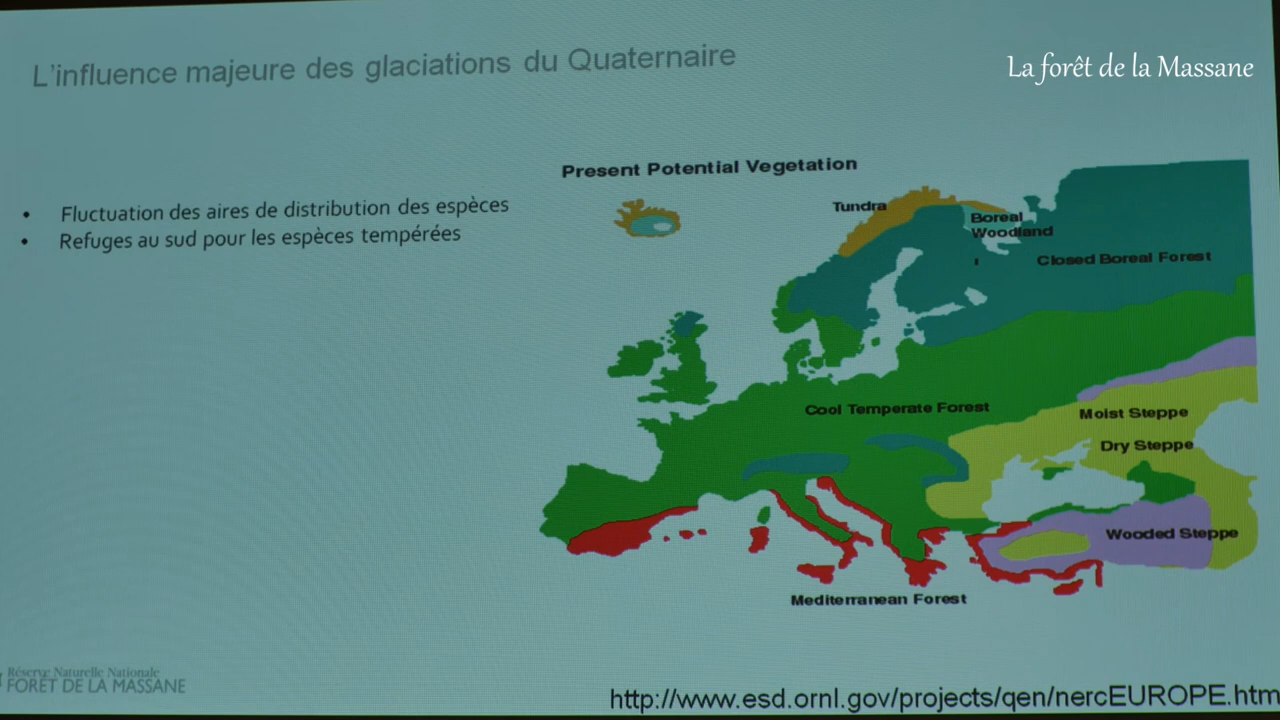 L'influence majeure des glaciations du Quaternaire
La forêt de la Massane
Present Potential Vegetation
• Fluctuation des aires de distribution des espèces
• Refuges au sud pour les espèces tempérées
Tundra
Boreal
Woodland
Closed Boreal Forest
Cool Temperate Forest
Moist Steppe
Dry Steppe
Wooded Steppe
Mediterranean Forest
Réserve Naturelle Nationale
FORÊT DE LA MASSANE
http://www.esd.ornl.gov/projects/qen/nercEUROPE.htm